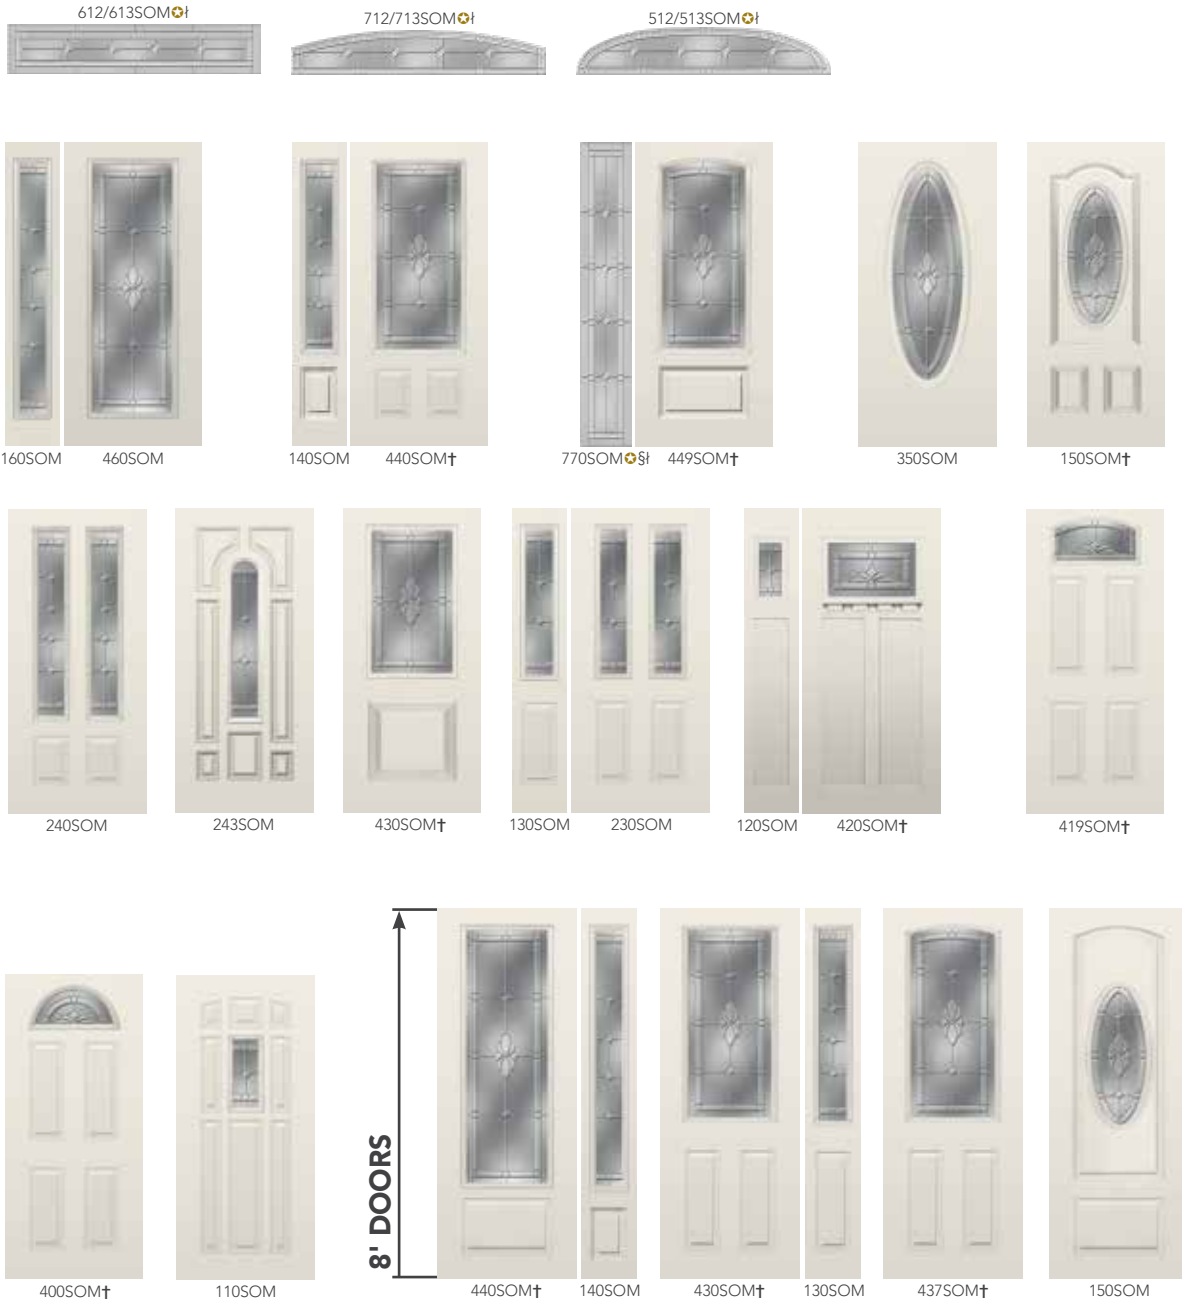 612/613SOM✪ł
712/713SOM✪ł
512/513SOM✪ł
160SOM
460SOM
140SOM
440SOM†
770SOM✪§ł
449SOM†
350SOM
150SOM†
240SOM
243SOM
430SOM†
130SOM
230SOM
120SOM
420SOM†
419SOM†
400SOM†
110SOM
8' DOORS
440SOM†
140SOM
430SOM†
130SOM
437SOM†
150SOM